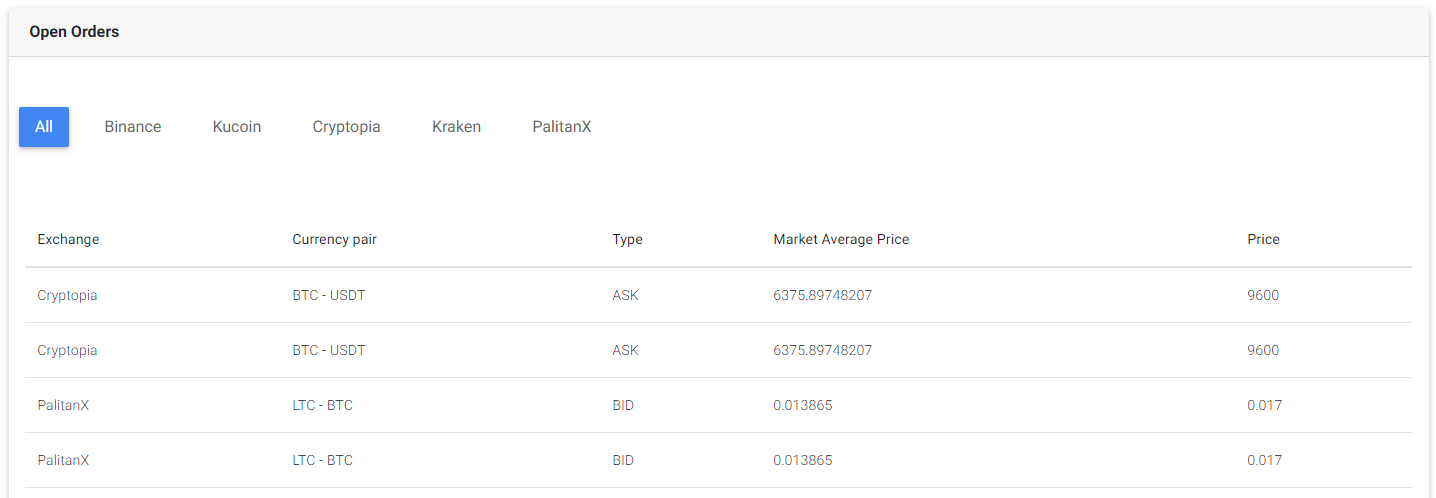 Open Orders
All Binance Kucoin Cryptopia Kraken PalitanX
Exchange Currency pair Type Market Average Price Price
Cryptopia BTC - USDT ASK 6375.89748207 9600
Cryptopia BTC - USDT ASK 6375.89748207 9600
PalitanX LTC - BTC BID 0.013865 0.017
PalitanX LTC - BTC BID 0.013865 0.017